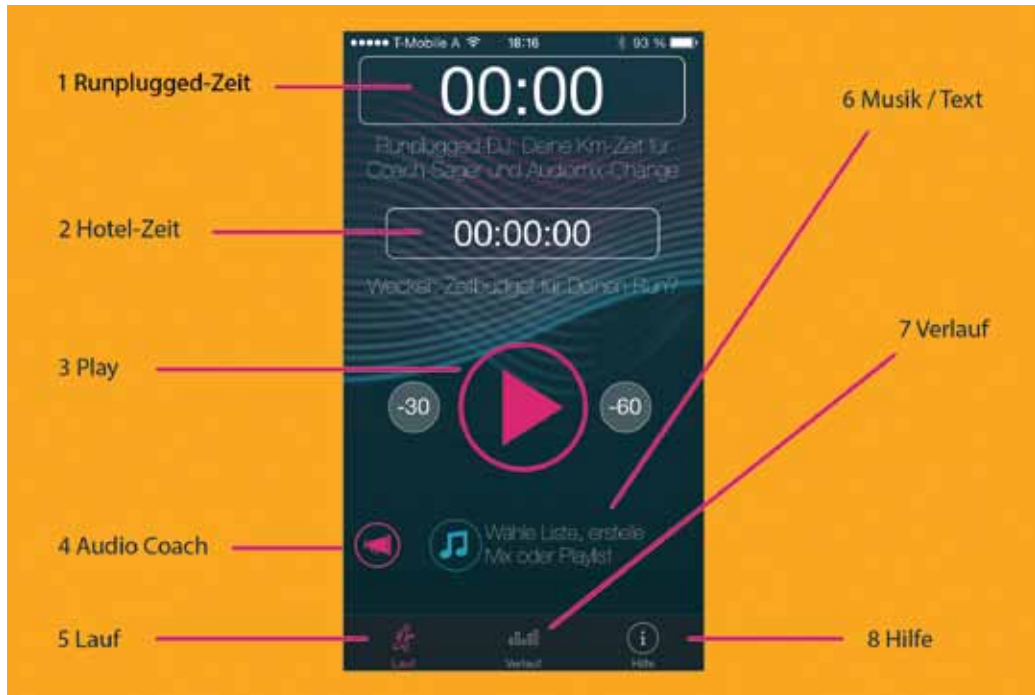 ●●●●● T-Mobile A 18:16 93 %
1 Runplugged-Zeit
00:00
6 Musik / Text
Runplugged-DJ: Deine Km-Zeit für
Coach-Sager und Audiomix-Change
2 Hotel-Zeit
00:00:00
Wecker: Zeitbudget für Deinen Run?
7 Verlauf
3 Play
-30
-60
4 Audio Coach
Wähle Liste, erstelle
Mix oder Playlist
5 Lauf
8 Hilfe
Lauf
Verlauf
Hilfe